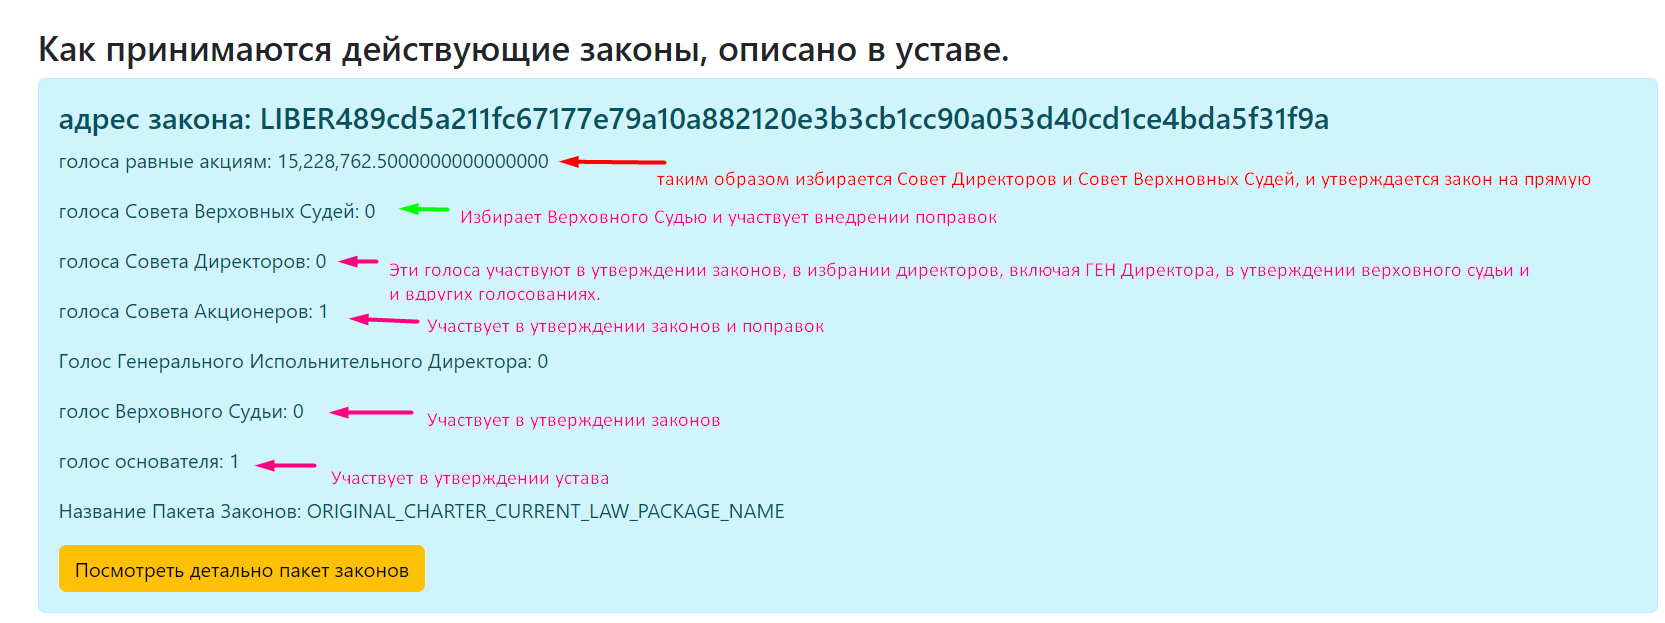 Как принимаются действующие законы, описано в уставе.
адрес закона: LIBER489cd5a211fc67177e79a10a882120e3b3cb1cc90a053d40cd1ce4bda5f31f9a
голоса равные акциям: 15,228,762.5000000000000000
таким образом избирается Совет Директоров и Совет Верхновных Судей, и утверждается закон на прямую
голоса Совета Верховных Судей: 0
Избирает Верховного Судью и участвует внедрении поправок
голоса Совета Директоров: 0
Эти голоса участвуют в утверждении законов, в избрании директоров, включая ГЕН Директора, в утверждении верховного судьи и
и вдругих голосованиях.
голоса Совета Акционеров: 1
Участвует в утверждении законов и поправок
Голос Генерального Испольнительного Директора: 0
голос Верховного Судьи: 0
Участвует в утверждении законов
голос основателя: 1
Участвует в утверждении устава
Название Пакета Законов: ORIGINAL_CHARTER_CURRENT_LAW_PACKAGE_NAME
Посмотреть детально пакет законов